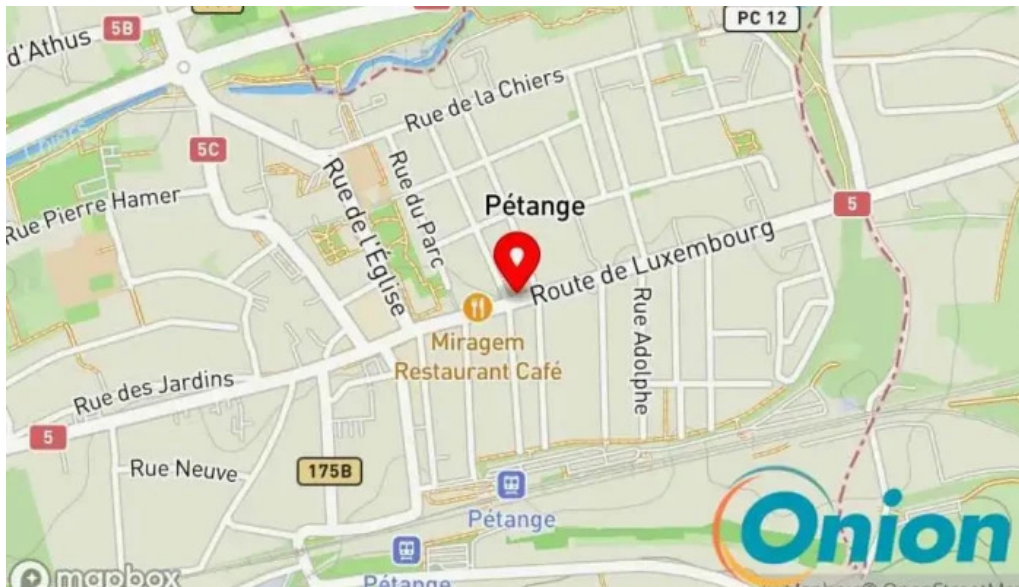 5B
d'Athus
PC 12
Rue de la Chiers
Chiers
5C
Rue du Parc
Rue de l'Église
Rue Pierre Hamer
Pétange
5
Route de Luxembourg
Miragem
Restaurant Café
Rue Adolphe
Rue des Jardins
5
Rue Neuve
175B
Pétange
Onion
Pétange
mapbox